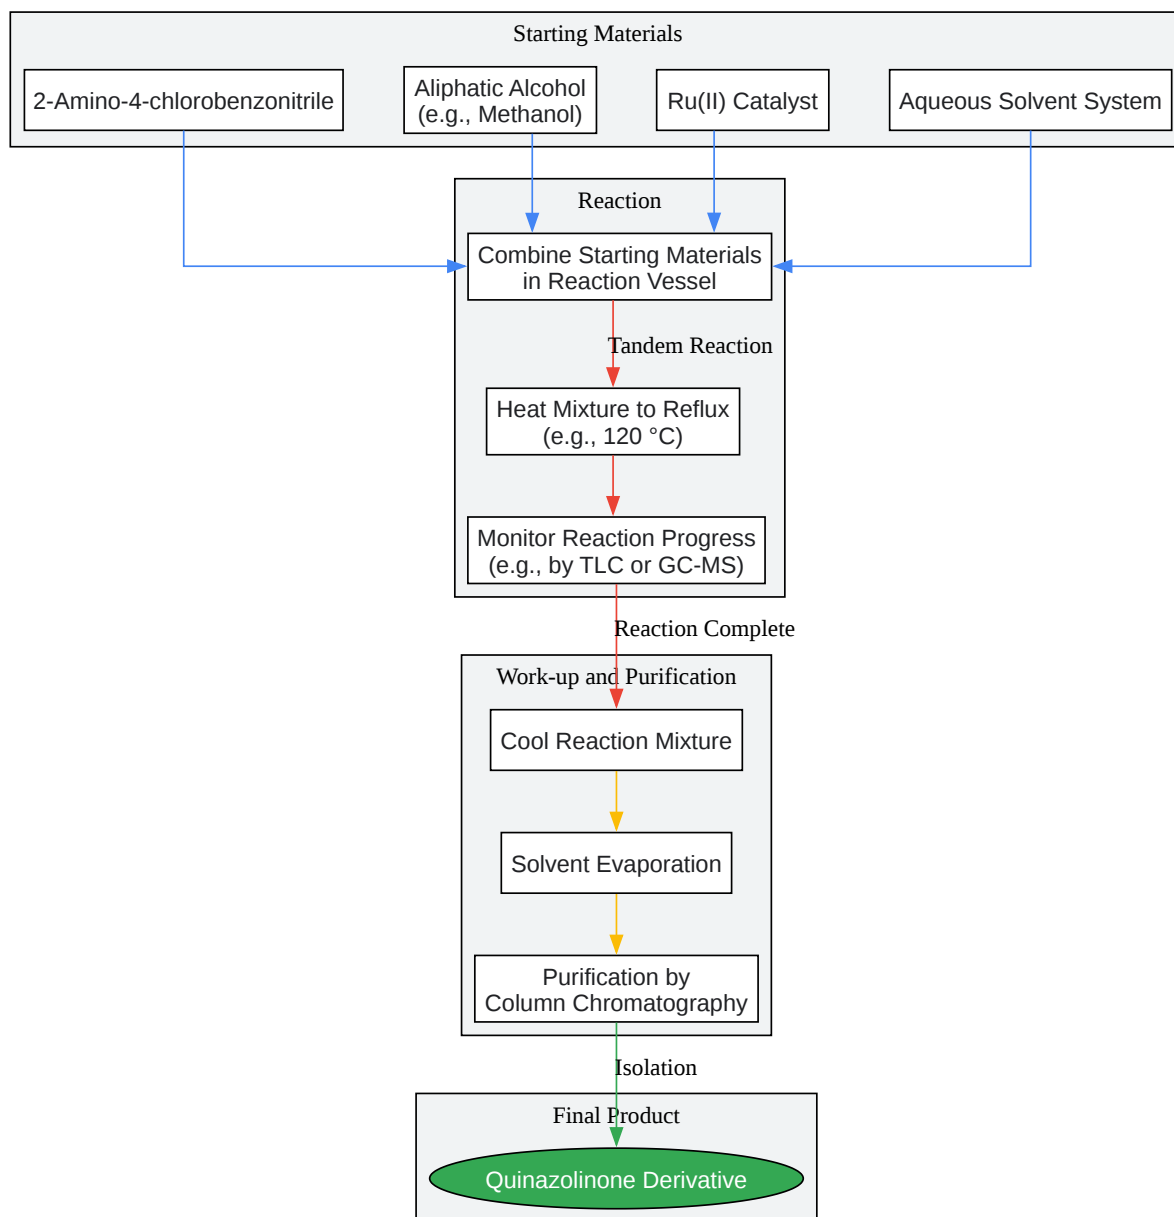 Starting Materials
2-Amino-4-chlorobenzonitrile
Aliphatic Alcohol
(e.g., Methanol)
Ru(II) Catalyst
Aqueous Solvent System
Reaction
Combine Starting Materials
in Reaction Vessel
Tandem Reaction
Heat Mixture to Reflux
(e.g., 120 °C)
Monitor Reaction Progress
(e.g., by TLC or GC-MS)
Reaction Complete
Work-up and Purification
Cool Reaction Mixture
Solvent Evaporation
Purification by
Column Chromatography
Isolation
Final Product
Quinazolinone Derivative